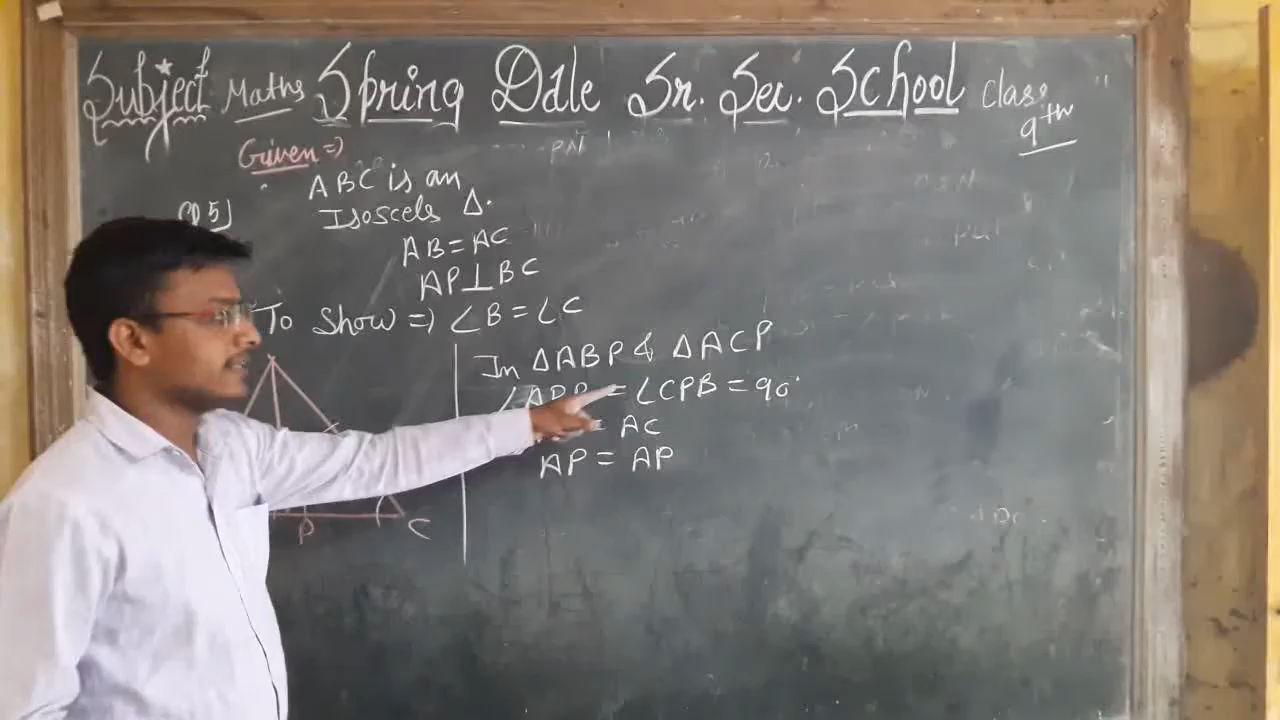 Subject Maths Spring Dale Sr. Sec. School Class 9th
Given =>
ABC is an
Isoscels Δ.
AB = AC
AP ⊥ BC
To Show => ∠B = ∠C
In ΔABP & ΔACP
= ∠CPB = 90°
= AC
AP = AP
P C